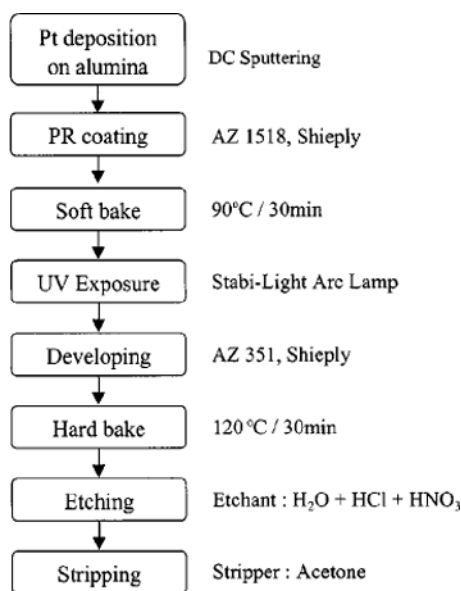 Pt deposition
on alumina
DC Sputtering
PR coating
AZ 1518, Shieply
Soft bake
90°C / 30min
UV Exposure
Stabi-Light Arc Lamp
Developing
AZ 351, Shieply
Hard bake
120 °C / 30min
Etching
Etchant : H₂O + HCl + HNO₃
Stripping
Stripper : Acetone